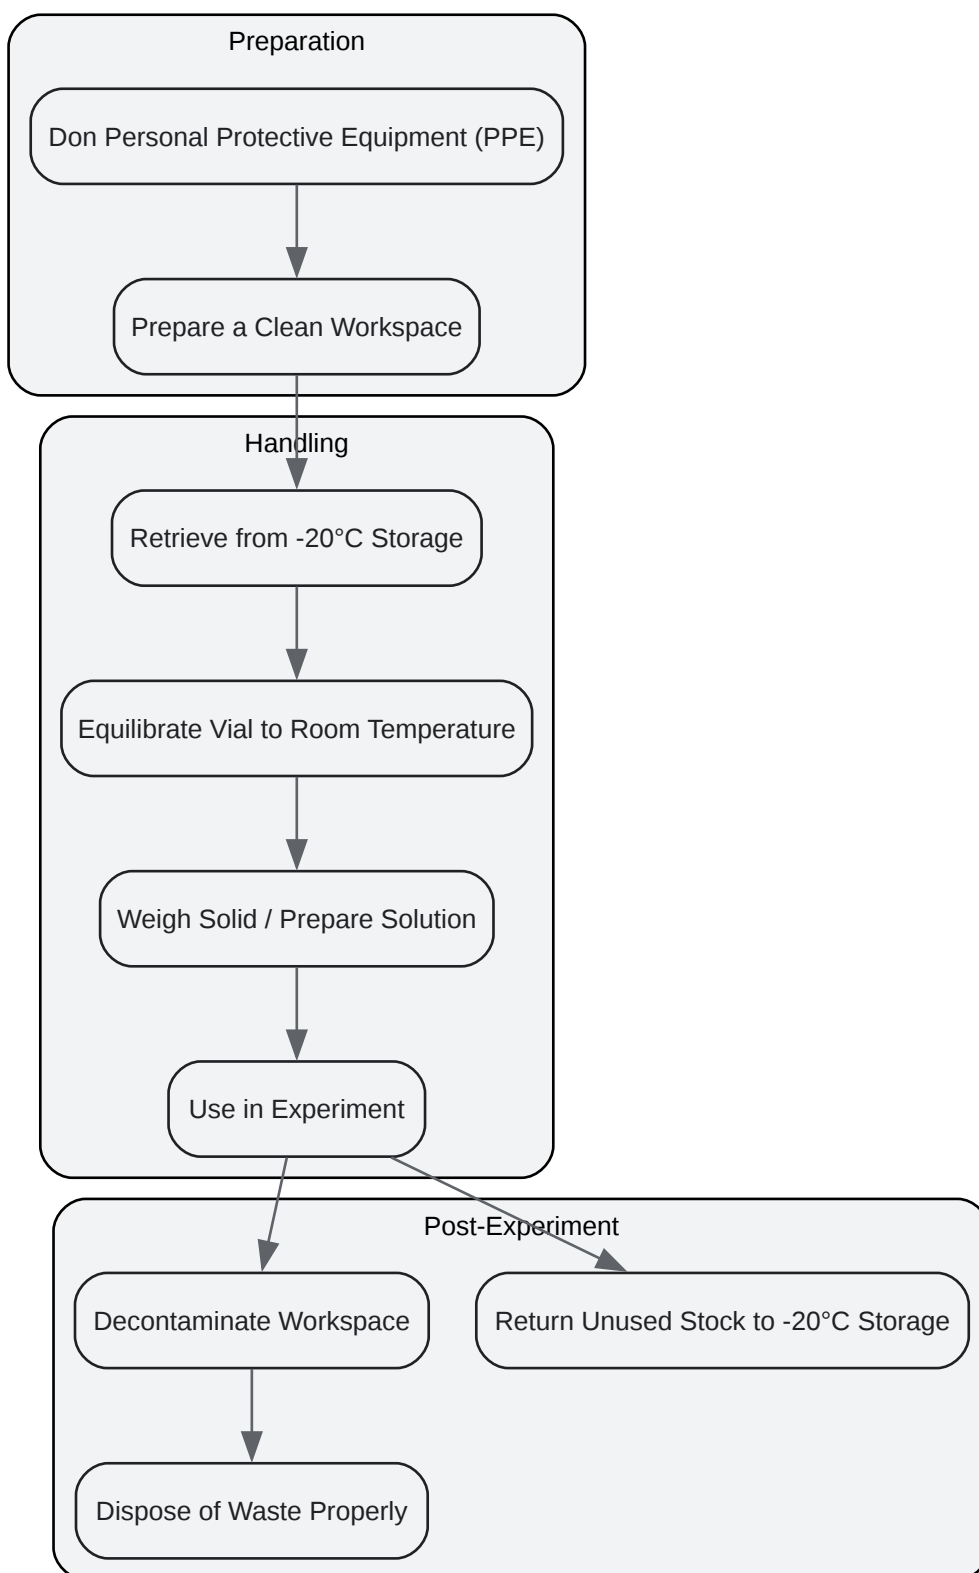 Preparation
Don Personal Protective Equipment (PPE)
Prepare a Clean Workspace
Handling
Retrieve from -20°C Storage
Equilibrate Vial to Room Temperature
Weigh Solid / Prepare Solution
Use in Experiment
Post-Experiment
Decontaminate Workspace
Return Unused Stock to -20°C Storage
Dispose of Waste Properly